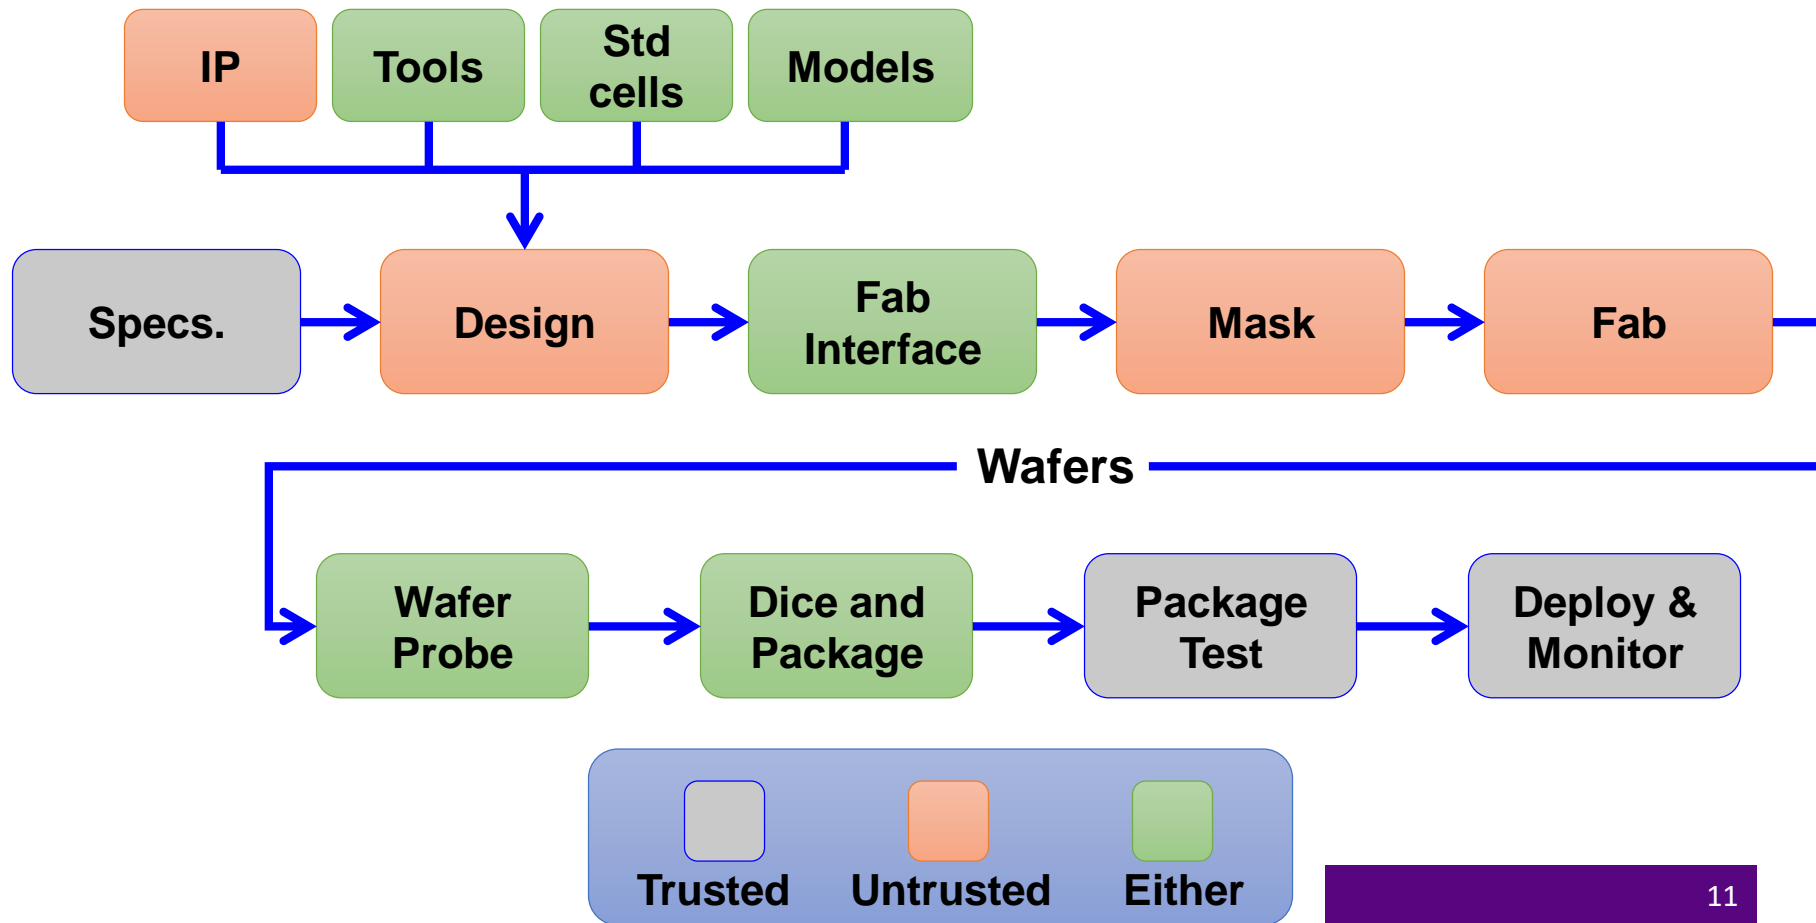 IP
Tools
Std
cells
Models
Specs.
Design
Fab
Interface
Mask
Fab
Wafers
Wafer
Probe
Dice and
Package
Package
Test
Deploy &
Monitor
Trusted
Untrusted
Either
11